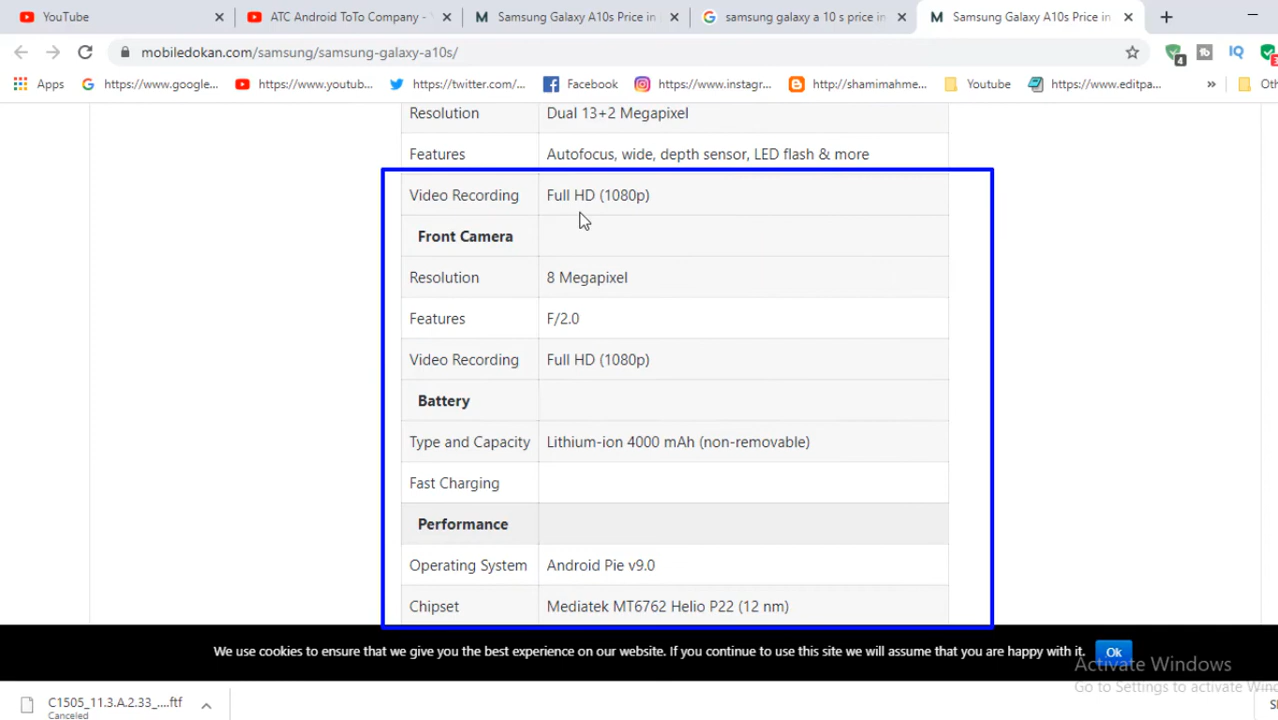 YouTube
ATC Android ToTo Company -
Samsung Galaxy A10s Price in
samsung galaxy a 10 s price in
Samsung Galaxy A10s Price in
mobiledokan.com/samsung/samsung-galaxy-a10s/
4
IQ
3
Apps
https://www.google...
https://www.youtub...
https://twitter.com/...
Facebook
https://www.instagr...
http://shamimahme...
Youtube
https://www.editpa...
»
Resolution Dual 13+2 Megapixel
Features Autofocus, wide, depth sensor, LED flash & more
Video Recording Full HD (1080p)
Front Camera
Resolution 8 Megapixel
Features F/2.0
Video Recording Full HD (1080p)
Battery
Type and Capacity Lithium-ion 4000 mAh (non-removable)
Fast Charging
Performance
Operating System Android Pie v9.0
Chipset Mediatek MT6762 Helio P22 (12 nm)
We use cookies to ensure that we give you the best experience on our website. If you continue to use this site we will assume that you are happy with it.
Ok
Activate Windows
Go to Settings to activate
C1505_11.3.A.2.33_....ftf
Canceled